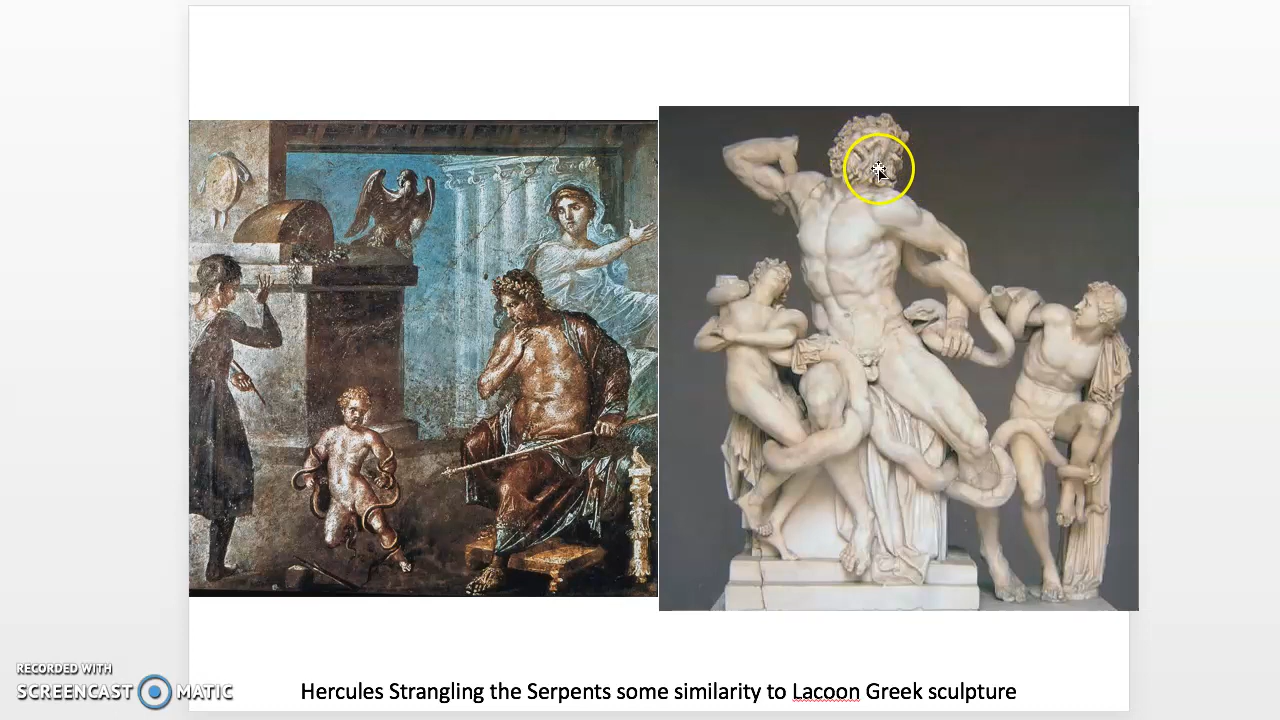 RECORDED WITH
SCREENCAST MATIC
Hercules Strangling the Serpents some similarity to Lacoon Greek sculpture